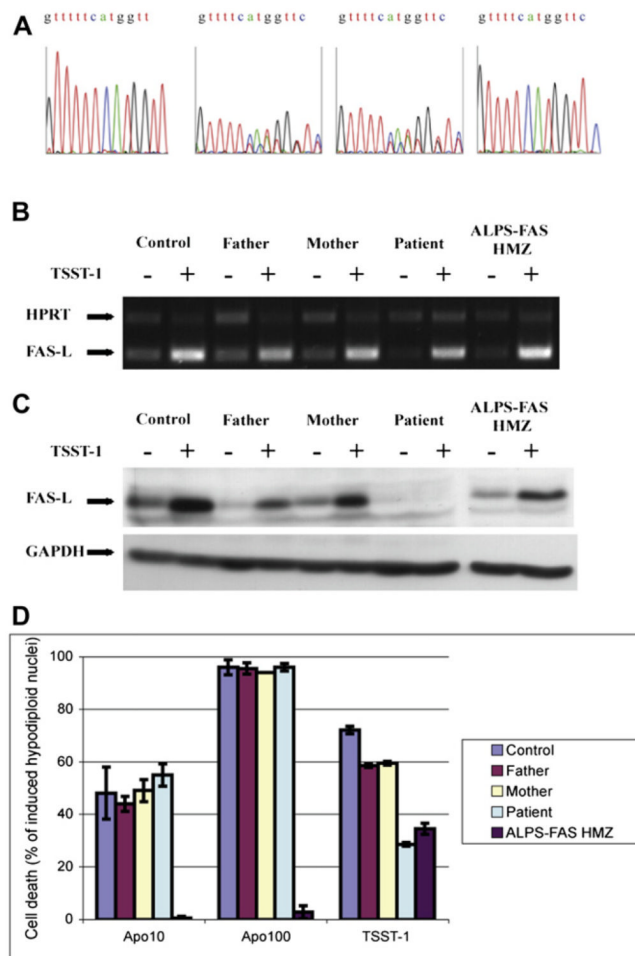 A
gtttttcatggtt gttttcatggttc gttttcatggttc gttttcatggttc
B
Control Father Mother Patient ALPS-FAS HMZ
TSST-1 - + - + - + - + - +
HPRT
FAS-L
C
Control Father Mother Patient ALPS-FAS HMZ
TSST-1 - + - + - + - + - +
FAS-L
GAPDH
D
Cell death (% of induced hypodiploid nuclei)
100
80
60
40
20
0
Apo10 Apo100 TSST-1
Control
Father
Mother
Patient
ALPS-FAS HMZ